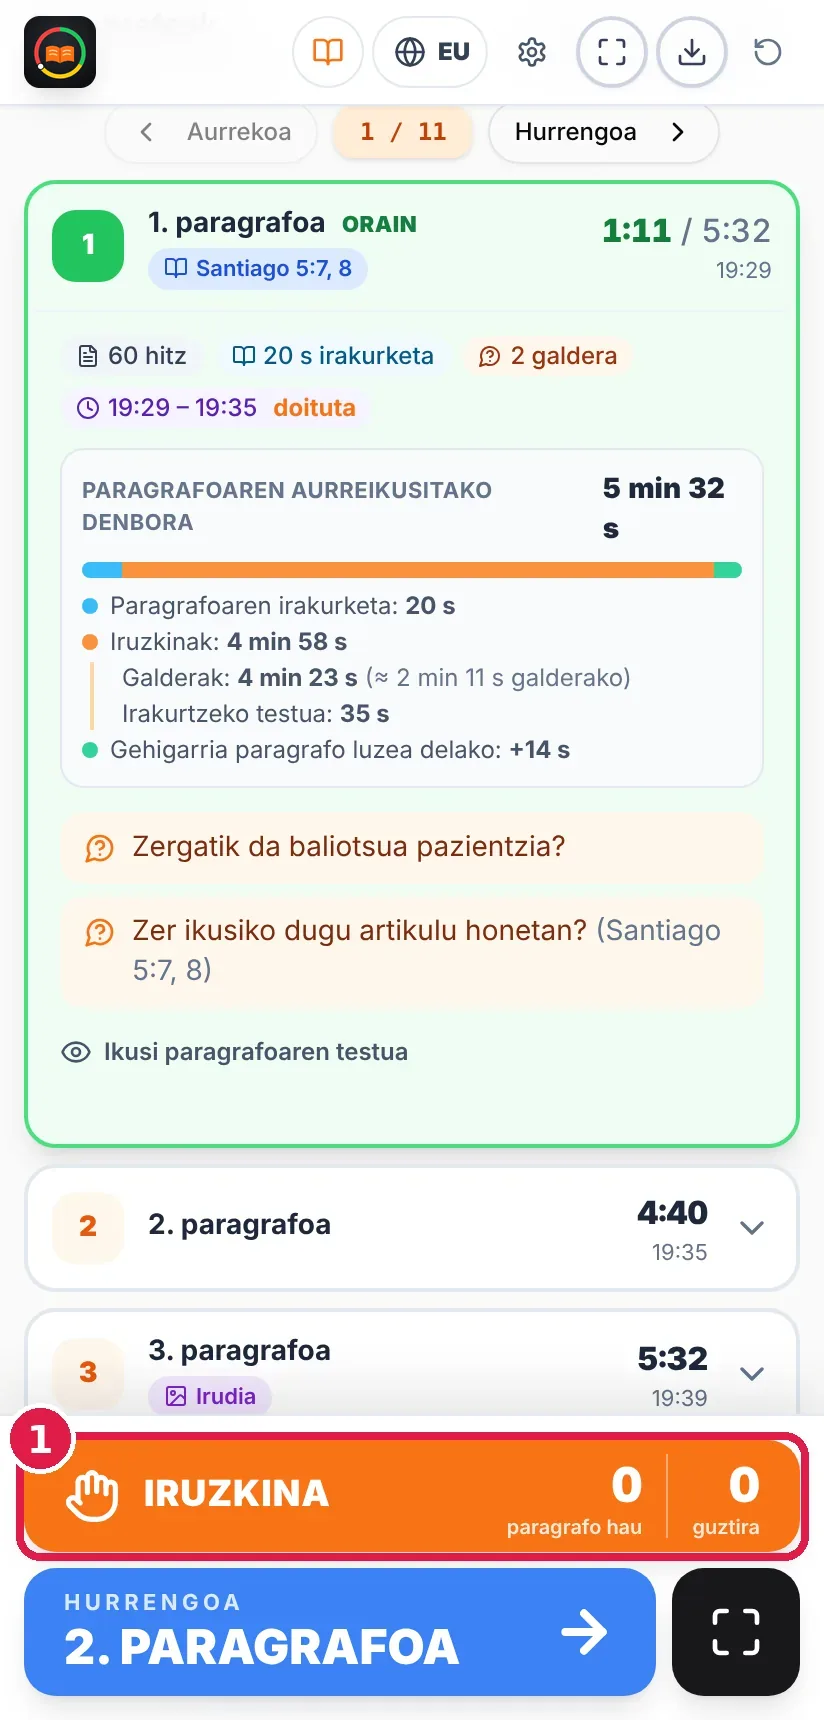 EU
Aurrekoa
1 / 11
Hurrengoa
1
1. paragrafoa ORAIN
1:11 / 5:32
Santiago 5:7, 8
19:29
60 hitz
20 s irakurketa
2 galdera
19:29 – 19:35 doituta
PARAGRAFOAREN AURREIKUSITAKO
DENBORA
5 min 32
s
Paragrafoaren irakurketa: 20 s
Iruzkinak: 4 min 58 s
Galderak: 4 min 23 s (≈ 2 min 11 s galderako)
Irakurtzeko testua: 35 s
Gehigarria paragrafo luzea delako: +14 s
Zergatik da baliotsua pazientzia?
Zer ikusiko dugu artikulu honetan? (Santiago
5:7, 8)
Ikusi paragrafoaren testua
2
2. paragrafoa
4:40
19:35
3
3. paragrafoa
5:32
Irudia
19:39
1
IRUZKINA
0
paragrafo hau
0
guztira
HURRENGOA
2. PARAGRAFOA